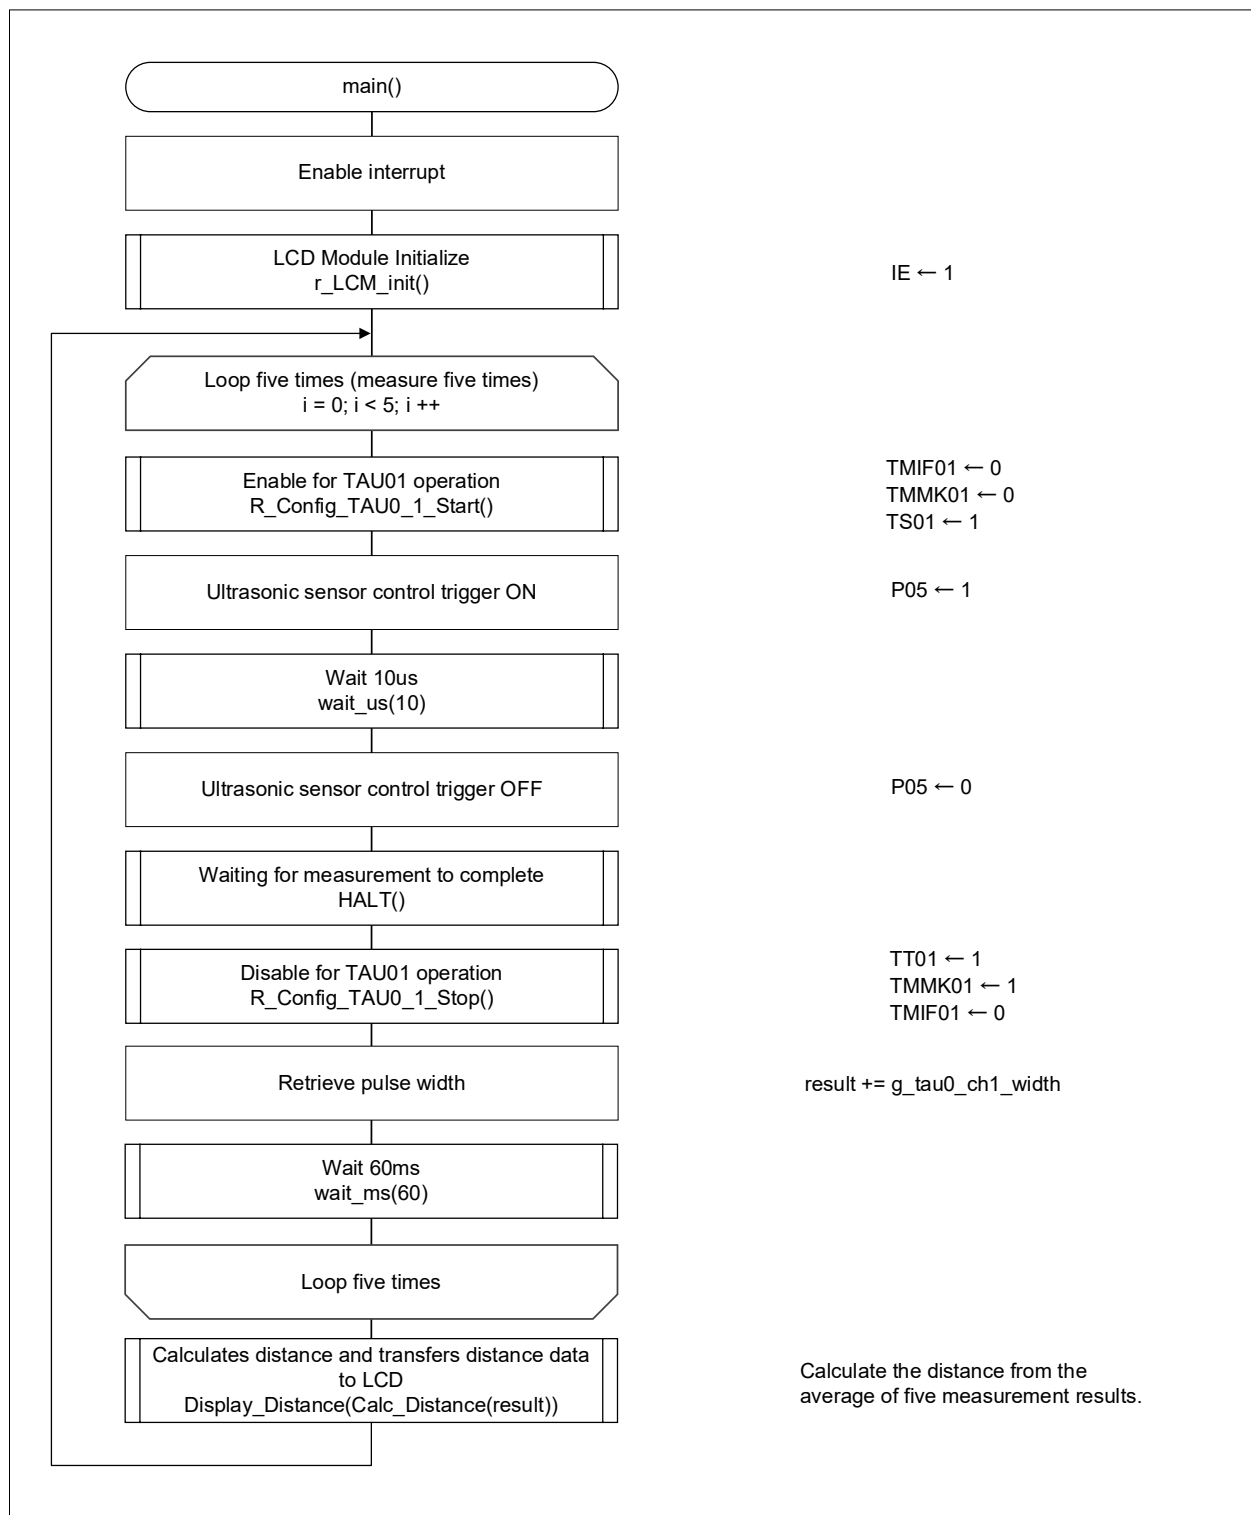 main()
Enable interrupt
LCD Module Initialize
r_LCM_init()
IE ← 1
Loop five times (measure five times)
i = 0; i < 5; i ++
Enable for TAU01 operation
R_Config_TAU0_1_Start()
TMIF01 ← 0
TMMK01 ← 0
TS01 ← 1
Ultrasonic sensor control trigger ON
P05 ← 1
Wait 10us
wait_us(10)
Ultrasonic sensor control trigger OFF
P05 ← 0
Waiting for measurement to complete
HALT()
Disable for TAU01 operation
R_Config_TAU0_1_Stop()
TT01 ← 1
TMMK01 ← 1
TMIF01 ← 0
Retrieve pulse width
result += g_tau0_ch1_width
Wait 60ms
wait_ms(60)
Loop five times
Calculates distance and transfers distance data
to LCD
Display_Distance(Calc_Distance(result))
Calculate the distance from the
average of five measurement results.